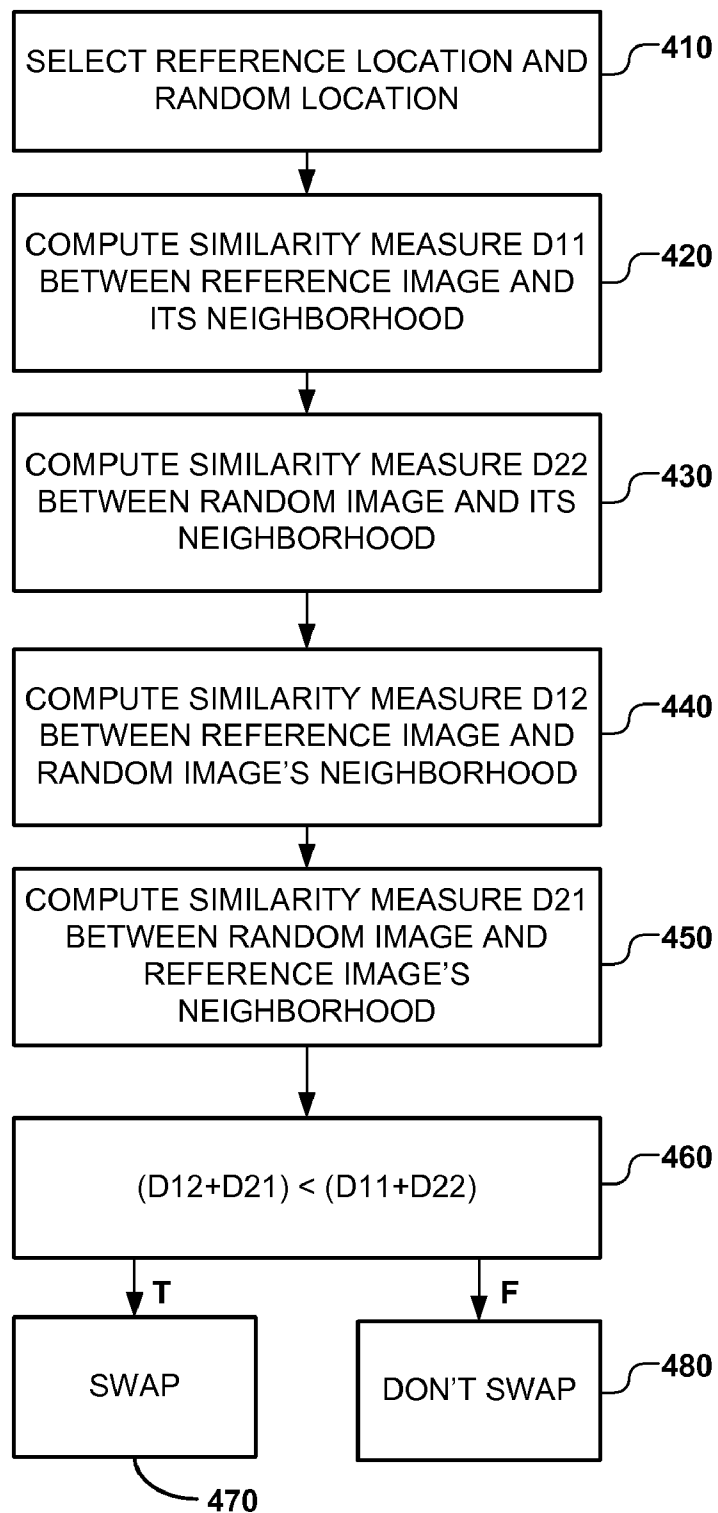 SELECT REFERENCE LOCATION AND
RANDOM LOCATION
410
COMPUTE SIMILARITY MEASURE D11
BETWEEN REFERENCE IMAGE AND
ITS NEIGHBORHOOD
420
COMPUTE SIMILARITY MEASURE D22
BETWEEN RANDOM IMAGE AND ITS
NEIGHBORHOOD
430
COMPUTE SIMILARITY MEASURE D12
BETWEEN REFERENCE IMAGE AND
RANDOM IMAGE'S NEIGHBORHOOD
440
COMPUTE SIMILARITY MEASURE D21
BETWEEN RANDOM IMAGE AND
REFERENCE IMAGE'S
NEIGHBORHOOD
450
(D12+D21) < (D11+D22)
460
T
F
SWAP
DON'T SWAP
480
470